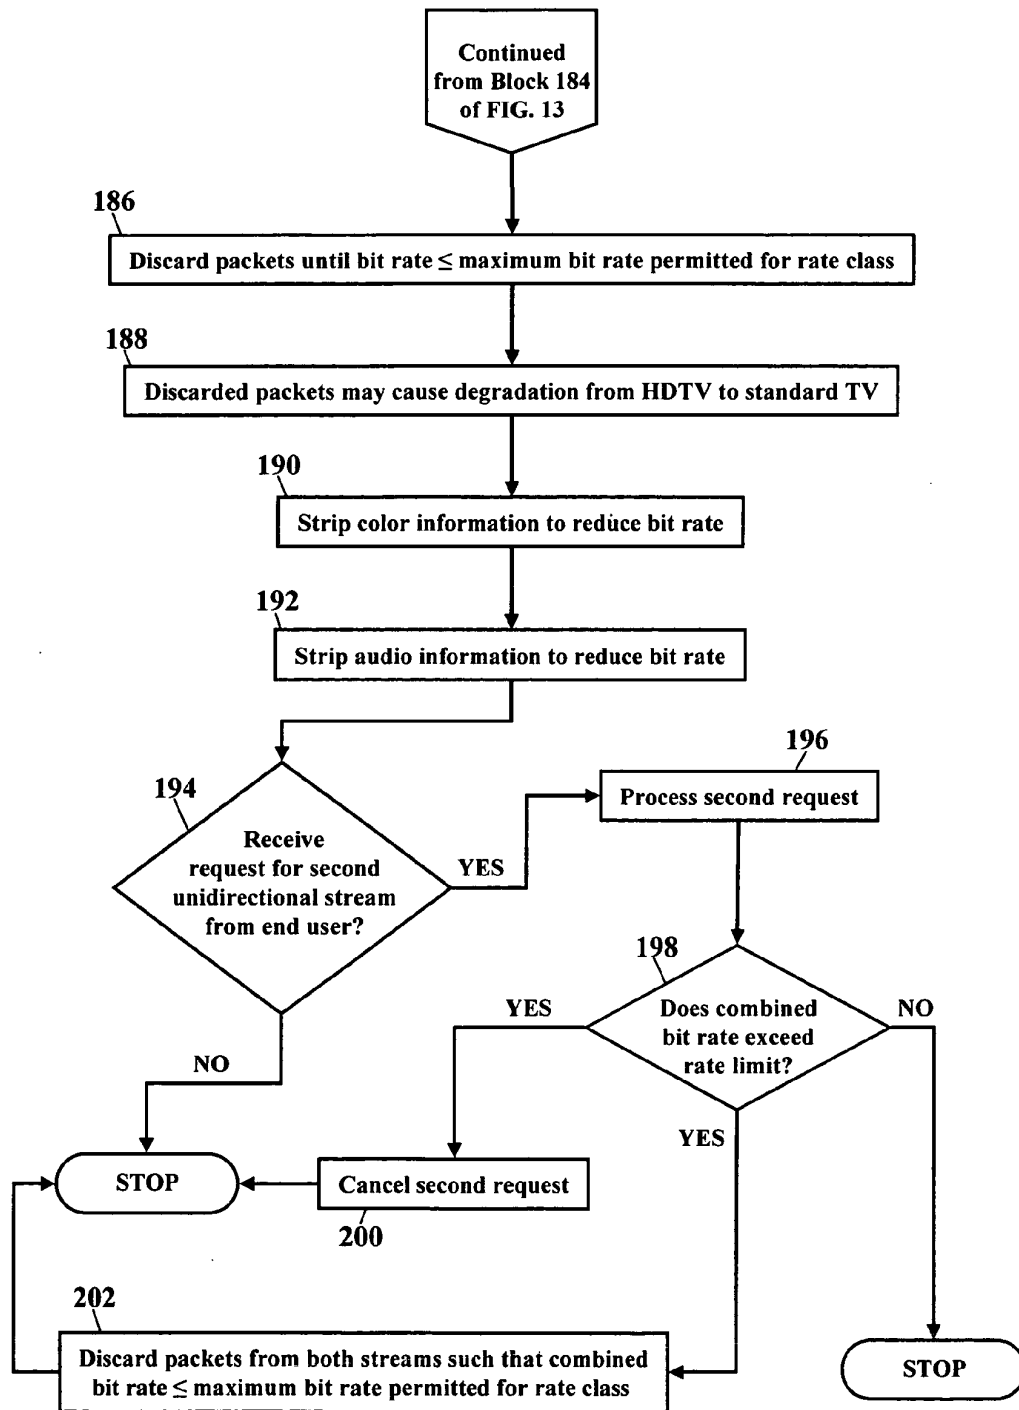 Continued
from Block 184
of FIG. 13
186
Discard packets until bit rate ≤ maximum bit rate permitted for rate class
188
Discarded packets may cause degradation from HDTV to standard TV
190
Strip color information to reduce bit rate
192
Strip audio information to reduce bit rate
194
Receive
request for second
unidirectional stream
from end user?
YES
NO
196
Process second request
198
Does combined
bit rate exceed
rate limit?
YES
NO
YES
STOP
Cancel second request
200
202
Discard packets from both streams such that combined
bit rate ≤ maximum bit rate permitted for rate class
STOP